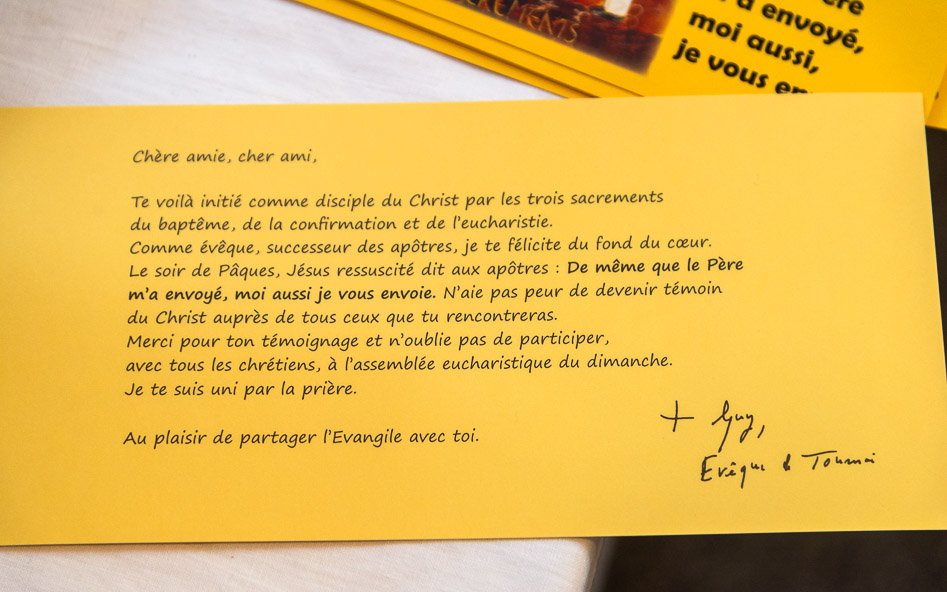 CREMENTS
envoyé,
moi aussi,
je vous
Chère amie, cher ami,
Te voilà initié comme disciple du Christ par les trois sacrements
du baptême, de la confirmation et de l'eucharistie.
Comme évêque, successeur des apôtres, je te félicite du fond du cœur.
Le soir de Pâques, Jésus ressuscité dit aux apôtres : De même que le Père
m'a envoyé, moi aussi je vous envoie. N'aie pas peur de devenir témoin
du Christ auprès de tous ceux que tu rencontreras.
Merci pour ton témoignage et n'oublie pas de participer,
avec tous les chrétiens, à l'assemblée eucharistique du dimanche.
Je te suis uni par la prière.
Au plaisir de partager l'Evangile avec toi.
+ Guy,
Evêque de Tournai